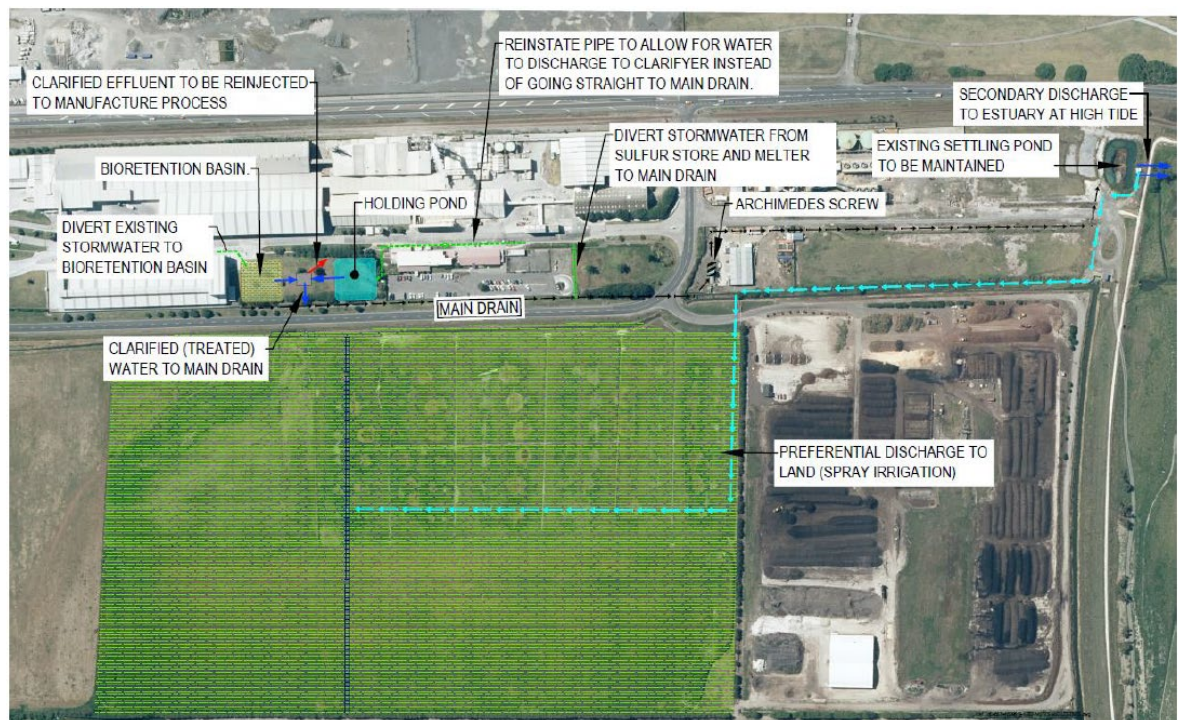 REINSTATE PIPE TO ALLOW FOR WATER
TO DISCHARGE TO CLARIFYER INSTEAD
OF GOING STRAIGHT TO MAIN DRAIN.
CLARIFIED EFFLUENT TO BE REINJECTED
TO MANUFACTURE PROCESS
SECONDARY DISCHARGE
TO ESTUARY AT HIGH TIDE
DIVERT STORMWATER FROM
SULFUR STORE AND MELTER
TO MAIN DRAIN
EXISTING SETTLING POND
TO BE MAINTAINED
BIORETENTION BASIN.
HOLDING POND
ARCHIMEDES SCREW
DIVERT EXISTING
STORMWATER TO
BIORETENTION BASIN
MAIN DRAIN
CLARIFIED (TREATED)
WATER TO MAIN DRAIN
PREFERENTIAL DISCHARGE TO
LAND (SPRAY IRRIGATION)